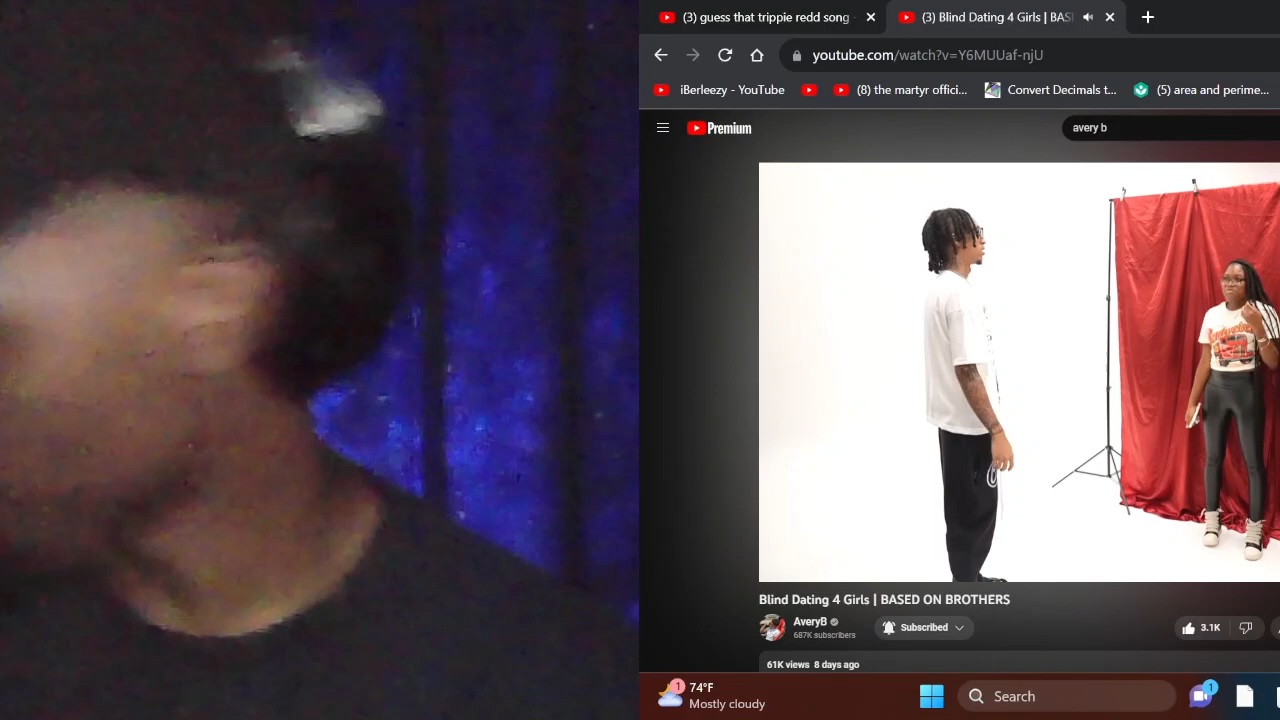 (3) guess that trippie redd song
(3) Blind Dating 4 Girls | BAS
youtube.com/watch?v=Y6MUUaf-njU
iBerleezy - YouTube
(8) the martyr offici...
Convert Decimals t...
(5) area and perime...
Premium
avery b
Blind Dating 4 Girls | BASED ON BROTHERS
AveryB
687K subscribers
Subscribed
3.1K
61K views 8 days ago
1
74°F
Mostly cloudy
Search
1